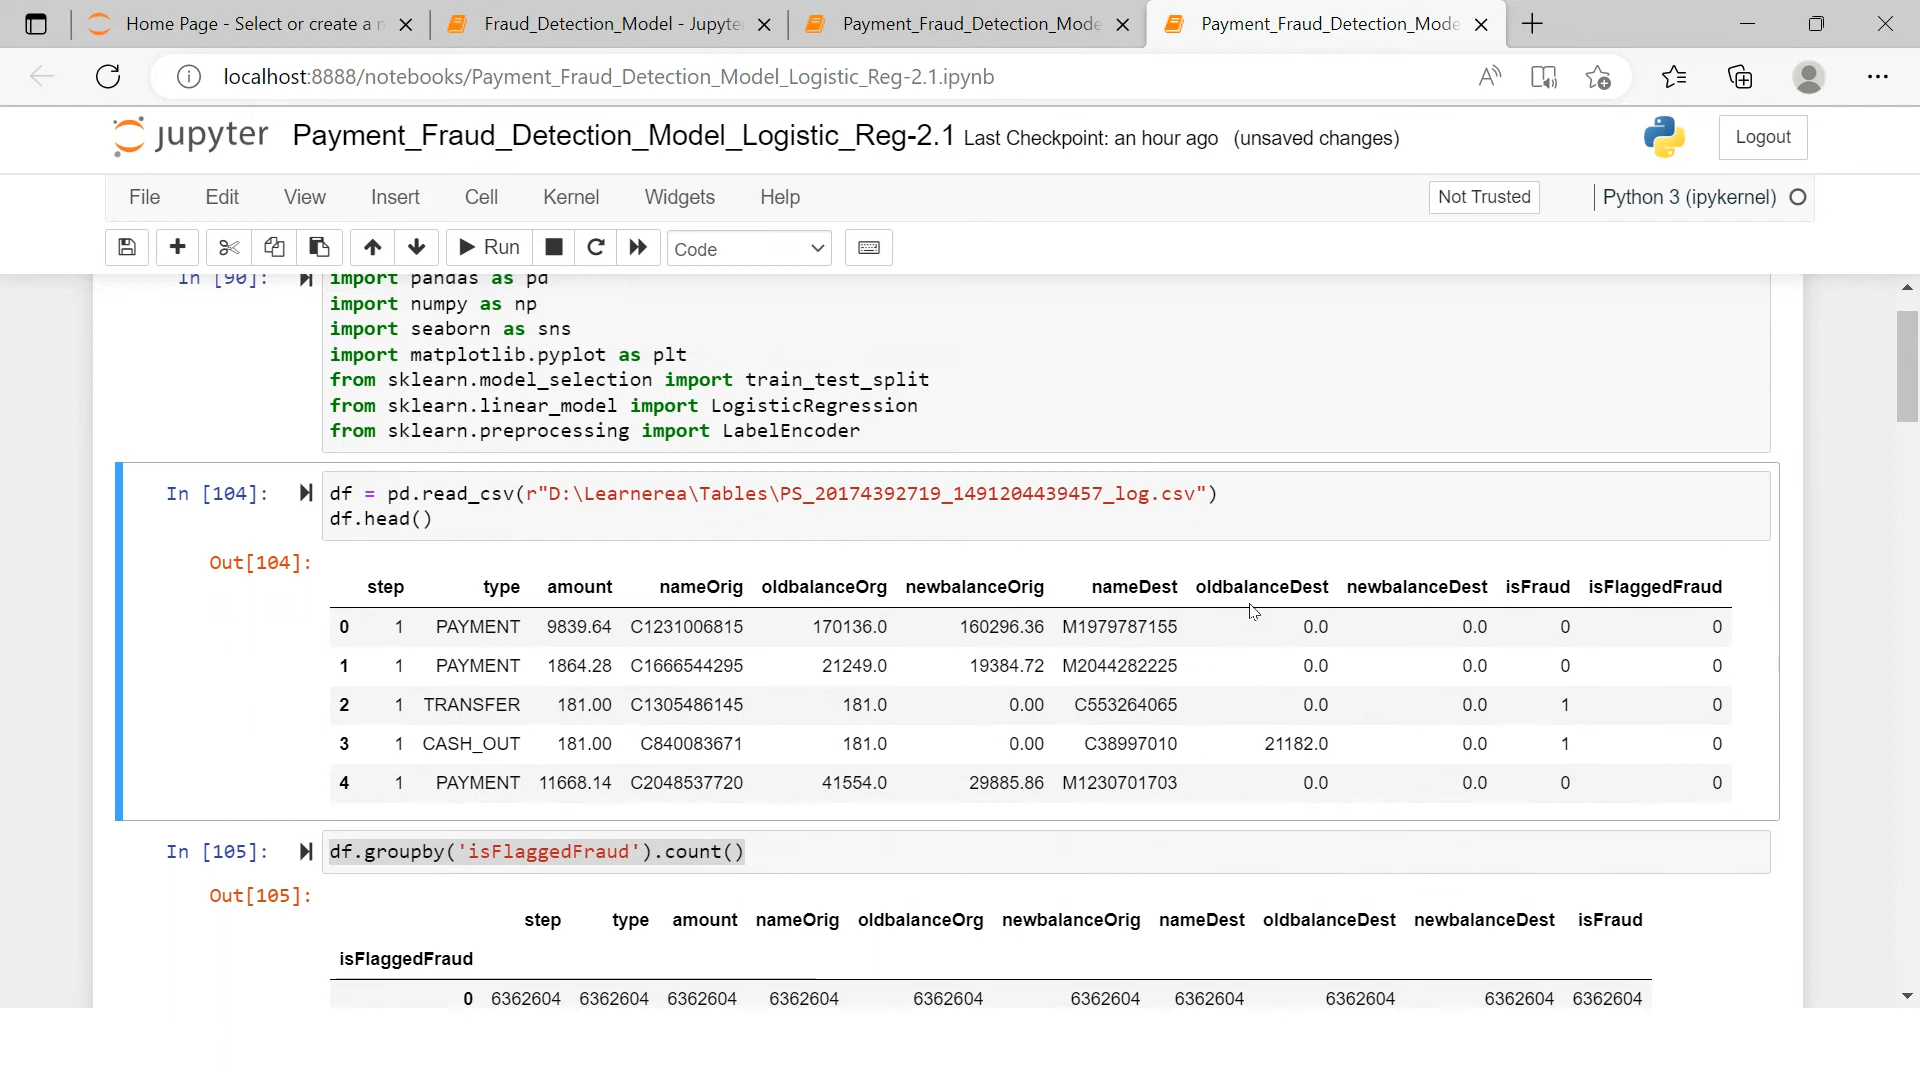 Home Page - Select or create a n
Fraud_Detection_Model - Jupyte
Payment_Fraud_Detection_Mode
Payment_Fraud_Detection_Mode
localhost:8888/notebooks/Payment_Fraud_Detection_Model_Logistic_Reg-2.1.ipynb
jupyter Payment_Fraud_Detection_Model_Logistic_Reg-2.1 Last Checkpoint: an hour ago (unsaved changes) Logout
File Edit View Insert Cell Kernel Widgets Help Not Trusted Python 3 (ipykernel)
Run Code
In [90]: import pandas as pd
import numpy as np
import seaborn as sns
import matplotlib.pyplot as plt
from sklearn.model_selection import train_test_split
from sklearn.linear_model import LogisticRegression
from sklearn.preprocessing import LabelEncoder
In [104]: df = pd.read_csv(r"D:\Learnerea\Tables\PS_20174392719_1491204439457_log.csv")
df.head()
Out[104]:
step type amount nameOrig oldbalanceOrg newbalanceOrig nameDest oldbalanceDest newbalanceDest isFraud isFlaggedFraud
0 1 PAYMENT 9839.64 C1231006815 170136.0 160296.36 M1979787155 0.0 0.0 0 0
1 1 PAYMENT 1864.28 C1666544295 21249.0 19384.72 M2044282225 0.0 0.0 0 0
2 1 TRANSFER 181.00 C1305486145 181.0 0.00 C553264065 0.0 0.0 1 0
3 1 CASH_OUT 181.00 C840083671 181.0 0.00 C38997010 21182.0 0.0 1 0
4 1 PAYMENT 11668.14 C2048537720 41554.0 29885.86 M1230701703 0.0 0.0 0 0
In [105]: df.groupby('isFlaggedFraud').count()
Out[105]:
step type amount nameOrig oldbalanceOrg newbalanceOrig nameDest oldbalanceDest newbalanceDest isFraud
isFlaggedFraud
0 6362604 6362604 6362604 6362604 6362604 6362604 6362604 6362604 6362604 6362604